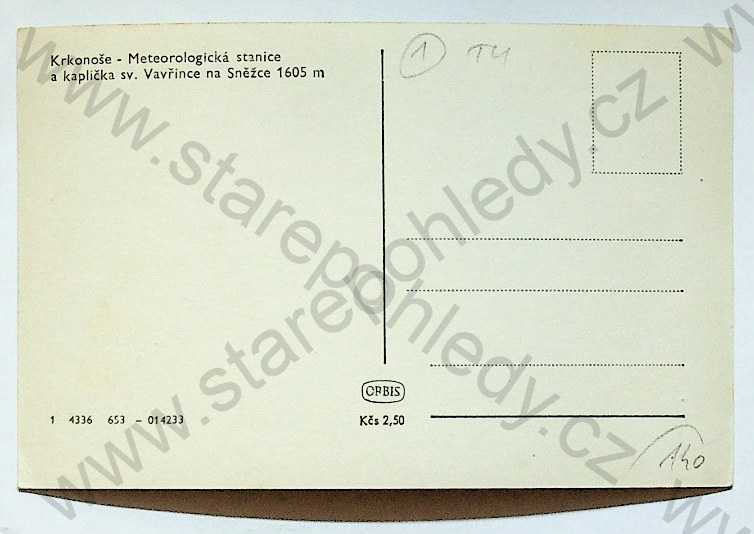 Krkonoše - Meteorologická stanice
a kaplička sv. Vavřince na Sněžce 1605 m
1 T4
ORBIS
1 4336 653 - 014233
Kčs 2,50
140
www.starepohledy.cz
www.starepohledy.cz